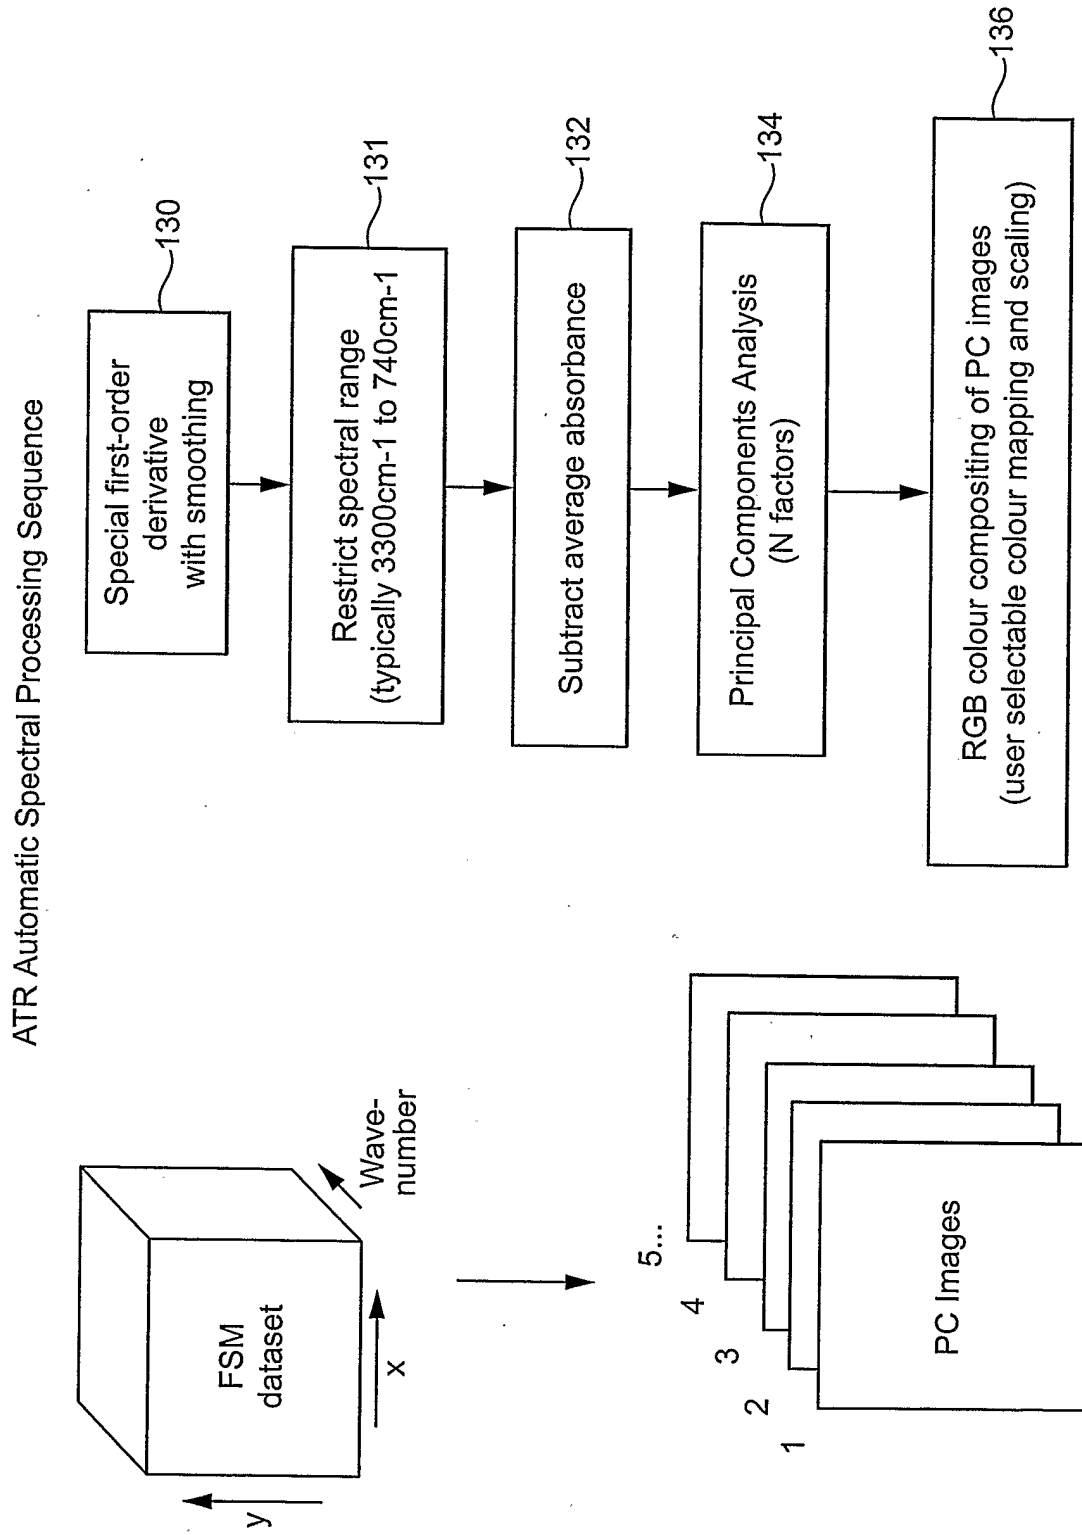 ATR Automatic Spectral Processing Sequence
y
FSM
dataset
x
Wave-
number
1
2
3
4
5...
PC Images
Special first-order
derivative
with smoothing
130
Restrict spectral range
(typically 3300cm-1 to 740cm-1
131
Subtract average absorbance
132
Principal Components Analysis
(N factors)
134
RGB colour compositing of PC images
(user selectable colour mapping and scaling)
136